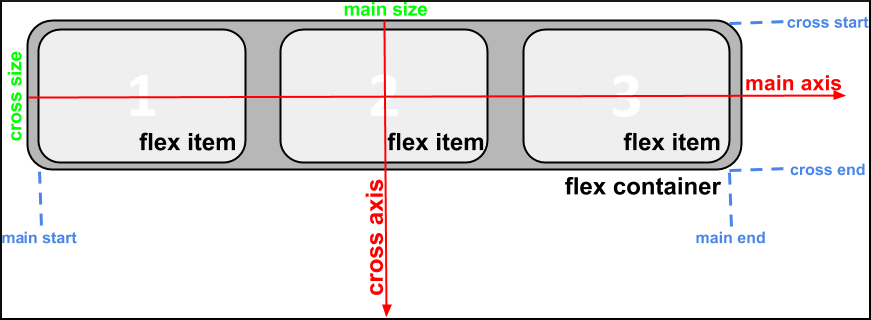 main size
cross start
cross size
1
2
3
main axis
flex item
flex item
flex item
cross end
flex container
cross axis
main start
main end